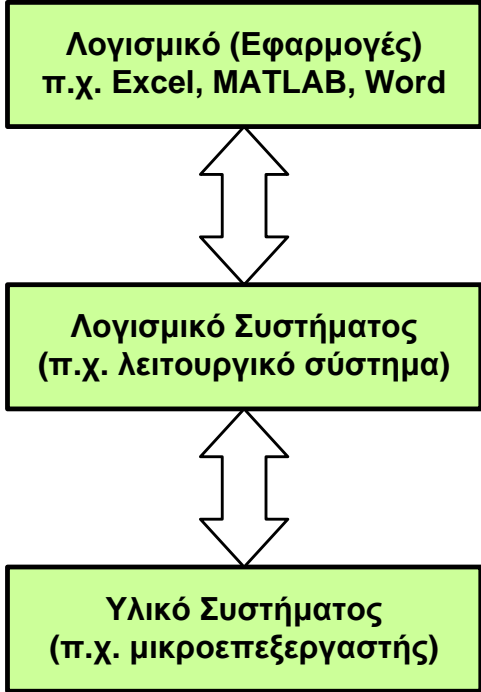 Λογισμικό (Εφαρμογές)
π.χ. Excel, MATLAB, Word
Λογισμικό Συστήματος
(π.χ. λειτουργικό σύστημα)
Υλικό Συστήματος
(π.χ. μικροεπεξεργαστής)